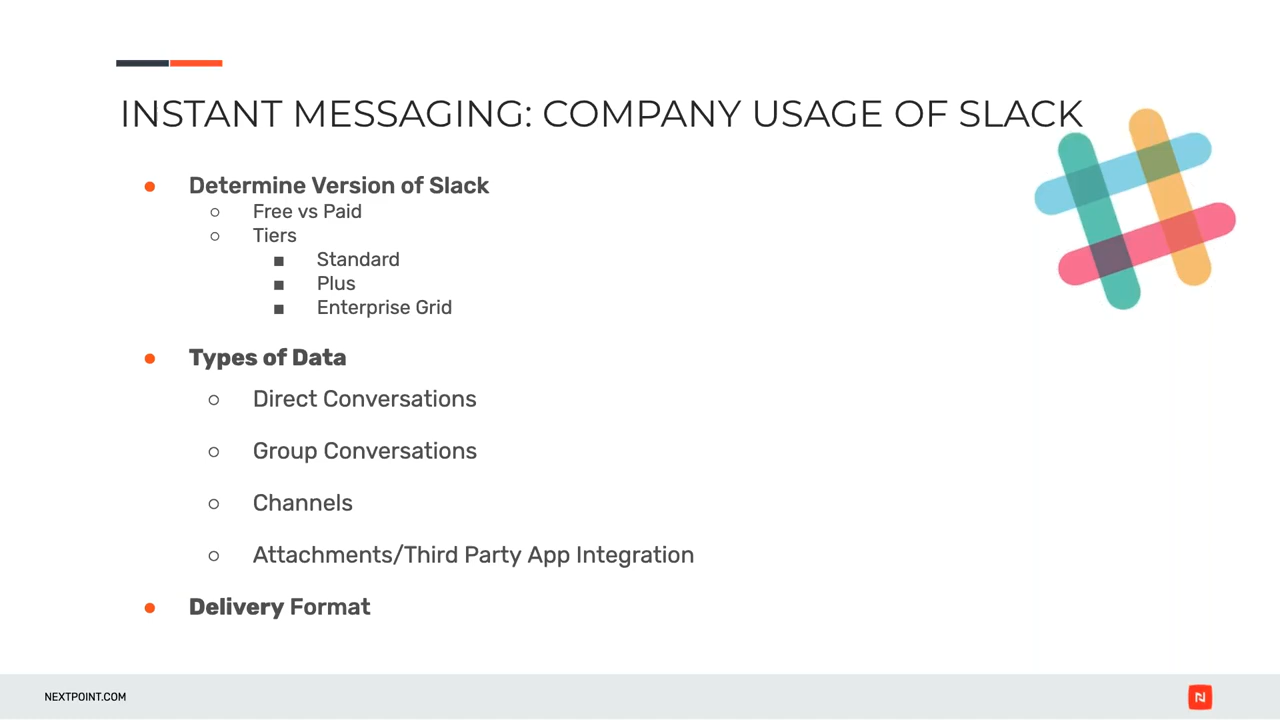 INSTANT MESSAGING: COMPANY USAGE OF SLACK
Determine Version of Slack
Free vs Paid
Tiers
Standard
Plus
Enterprise Grid
Types of Data
Direct Conversations
Group Conversations
Channels
Attachments/Third Party App Integration
Delivery Format
NEXTPOINT.COM